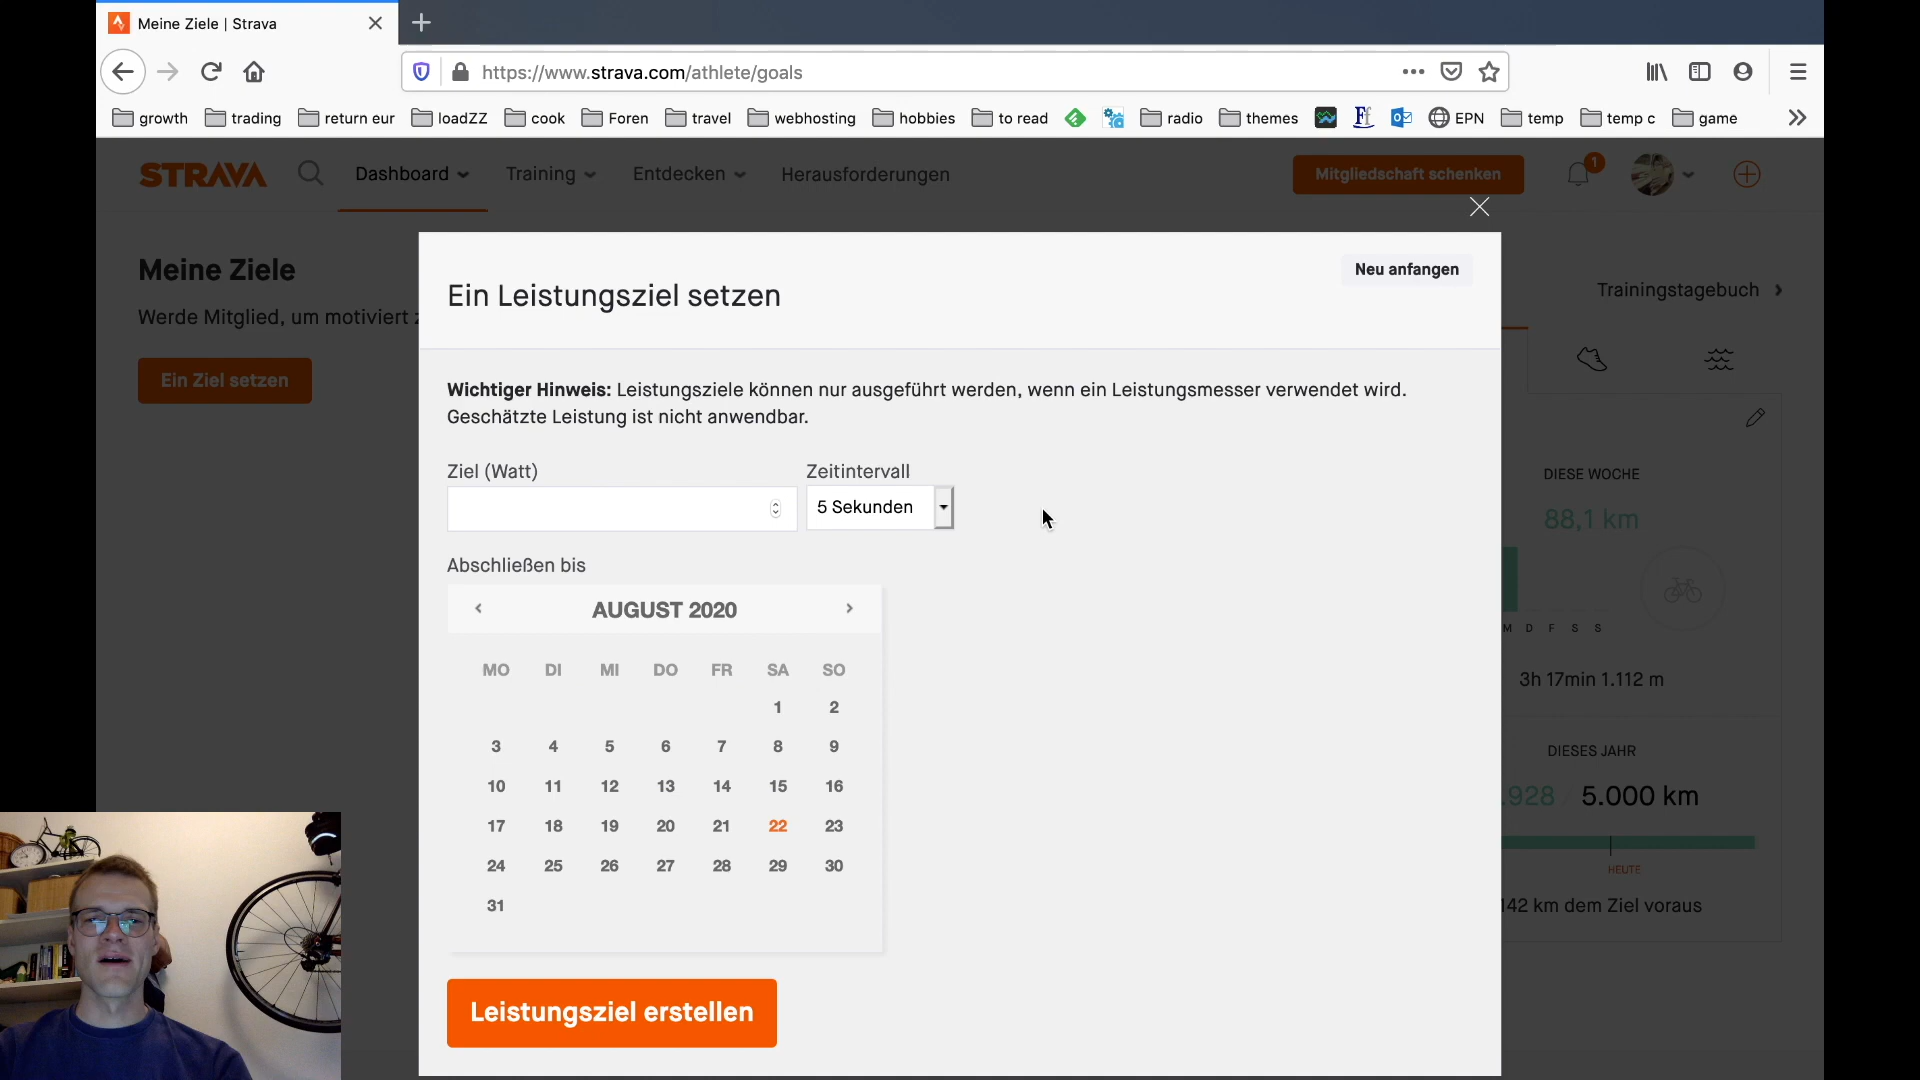 Meine Ziele | Strava
https://www.strava.com/athlete/goals
growth trading return eur loadZZ cook Foren travel webhosting hobbies to read radio themes EPN temp temp c game
STRAVA Dashboard Training Entdecken Herausforderungen Mitgliedschaft schenken 1
Meine Ziele
Werde Mitglied, um motiviert
Ein Ziel setzen
Neu anfangen
Ein Leistungsziel setzen
Trainingstagebuch
Wichtiger Hinweis: Leistungsziele können nur ausgeführt werden, wenn ein Leistungsmesser verwendet wird.
Geschätzte Leistung ist nicht anwendbar.
Ziel (Watt) Zeitintervall
5 Sekunden
Abschließen bis
AUGUST 2020
MO DI MI DO FR SA SO
1 2
3 4 5 6 7 8 9
10 11 12 13 14 15 16
17 18 19 20 21 22 23
24 25 26 27 28 29 30
31
Leistungsziel erstellen
DIESE WOCHE
88,1 km
M D F S S
3h 17min 1.112 m
DIESES JAHR
.928 / 5.000 km
HEUTE
142 km dem Ziel voraus